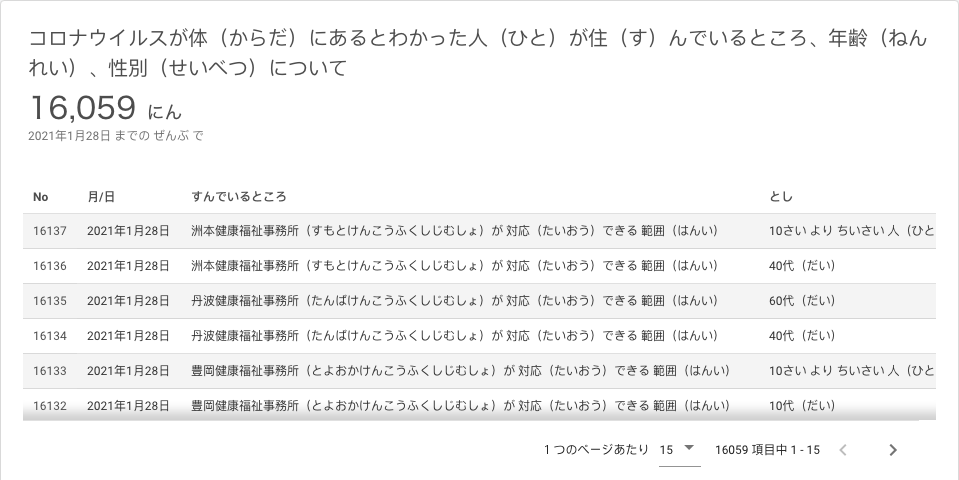 コロナウイルスが体（からだ）にあるとわかった人（ひと）が住（す）んでいるところ、年齢（ねん
れい）、性別（せいべつ）について
16,059 にん
2021年1月28日 までの ぜんぶ で
No 月/日 すんでいるところ とし
16137 2021年1月28日 洲本健康福祉事務所（すもとけんこうふくしじむしょ）が 対応（たいおう）できる 範囲（はんい） 10さい より ちいさい 人（ひと
16136 2021年1月28日 洲本健康福祉事務所（すもとけんこうふくしじむしょ）が 対応（たいおう）できる 範囲（はんい） 40代（だい）
16135 2021年1月28日 丹波健康福祉事務所（たんばけんこうふくしじむしょ）が 対応（たいおう）できる 範囲（はんい） 60代（だい）
16134 2021年1月28日 丹波健康福祉事務所（たんばけんこうふくしじむしょ）が 対応（たいおう）できる 範囲（はんい） 40代（だい）
16133 2021年1月28日 豊岡健康福祉事務所（とよおかけんこうふくしじむしょ）が 対応（たいおう）できる 範囲（はんい） 10さい より ちいさい 人（ひと
16132 2021年1月28日 豊岡健康福祉事務所（とよおかけんこうふくしじむしょ）が 対応（たいおう）できる 範囲（はんい） 10代（だい）
1 つのページあたり 15 16059 項目中 1 - 15